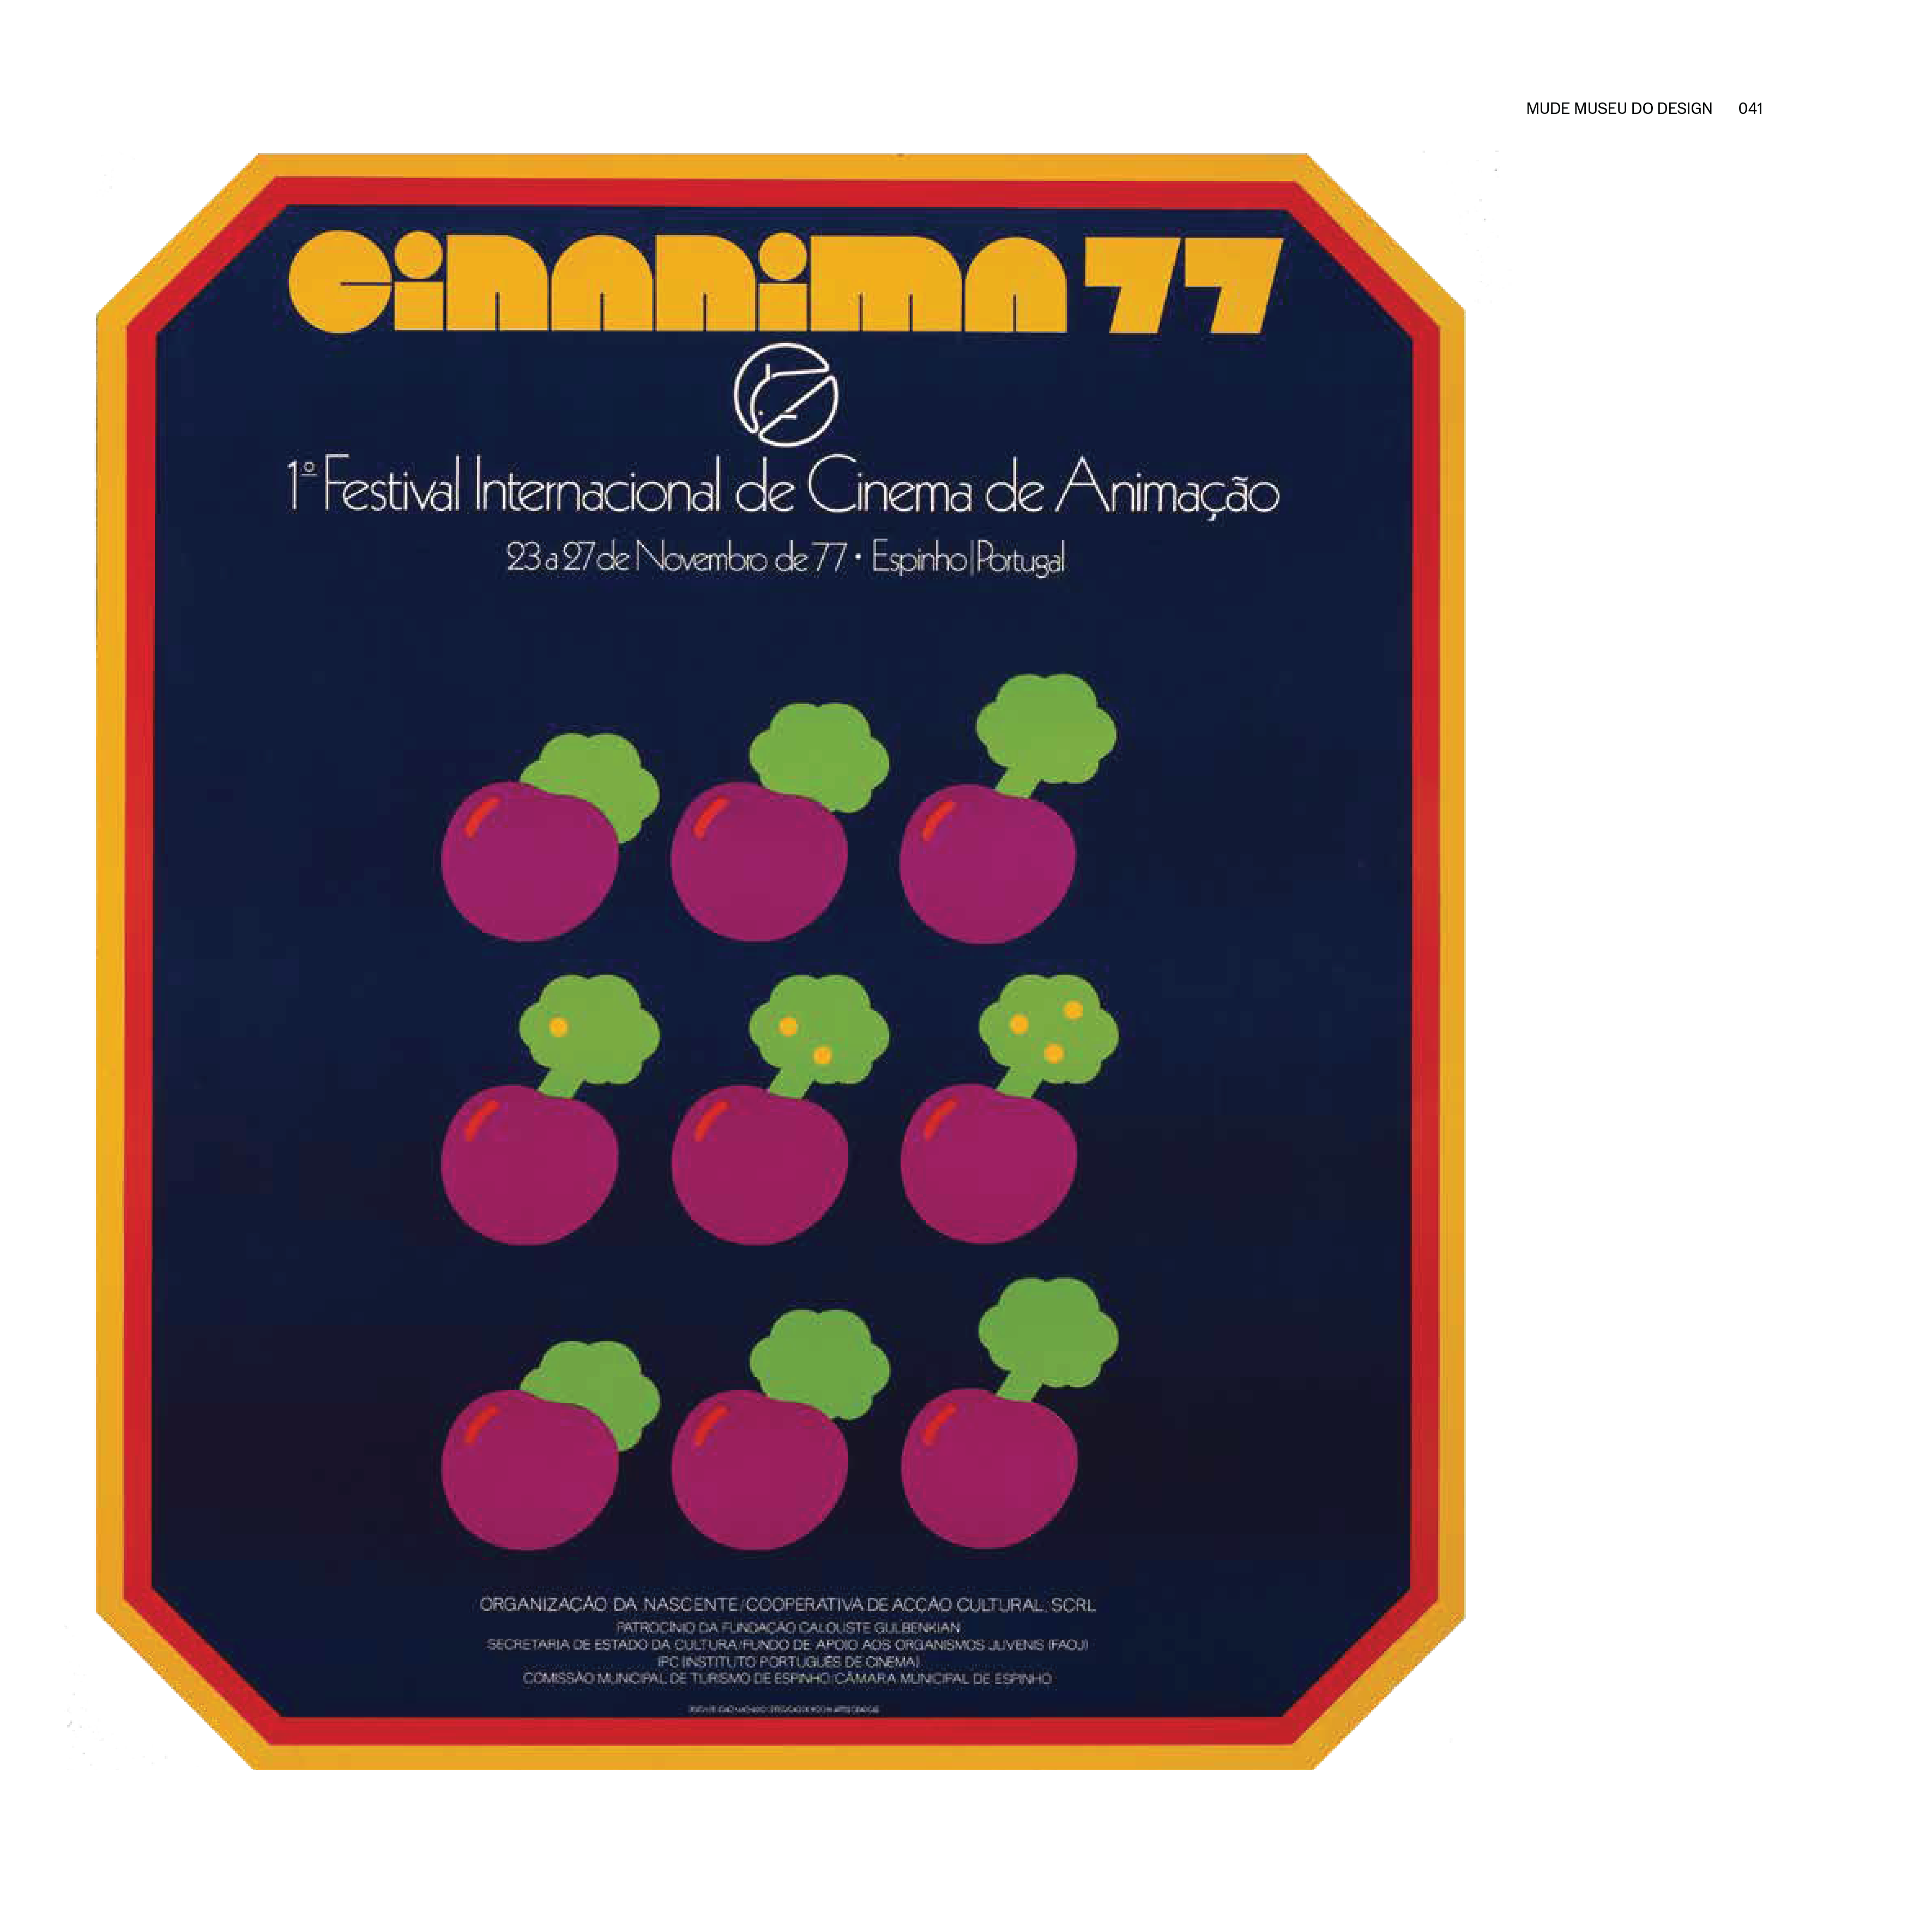 MUDE MUSEU DO DESIGN 041
cinanima 77
1º Festival Internacional de Cinema de Animação
23 a 27 de Novembro de 77 • Espinho|Portugal
ORGANIZAÇÃO DA NASCENTE/COOPERATIVA DE ACÇÃO CULTURAL, SCRL
PATROCÍNIO DA FUNDAÇÃO CALOUSTE GULBENKIAN
SECRETARIA DE ESTADO DA CULTURA/FUNDO DE APOIO AOS ORGANISMOS JUVENIS (FAOJ)
IPC (INSTITUTO PORTUGUÊS DE CINEMA)
COMISSÃO MUNICIPAL DE TURISMO DE ESPINHO/CÂMARA MUNICIPAL DE ESPINHO